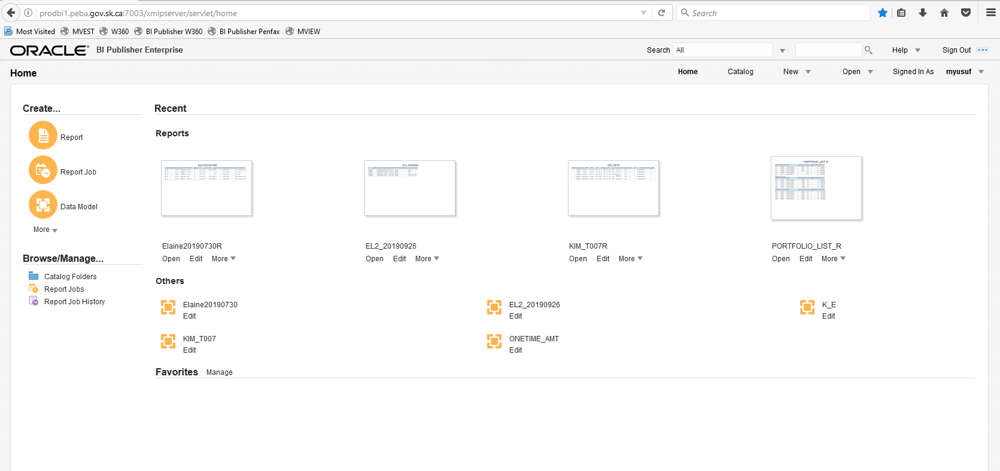 prodbi1.peba.gov.sk.ca:7003/xmlpserver/servlet/home
Search
Most Visited MVEST W360 BI Publisher W360 BI Publisher Penfax MVIEW
ORACLE BI Publisher Enterprise Search All Help Sign Out
Home Home Catalog New Open Signed In As myusuf
Create...
Report
Report Job
Data Model
More
Browse/Manage...
Catalog Folders
Report Jobs
Report Job History
Recent
Reports
Elaine20190730R EL2_20190926 KIM_T007R PORTFOLIO_LIST_R
Elaine20190730R EL2_20190926 KIM_T007R PORTFOLIO_LIST_R
Open Edit More Open Edit More Open Edit More Open Edit More
Others
Elaine20190730 EL2_20190926 K_E
Edit Edit Edit
KIM_T007 ONETIME_AMT
Edit Edit
Favorites Manage